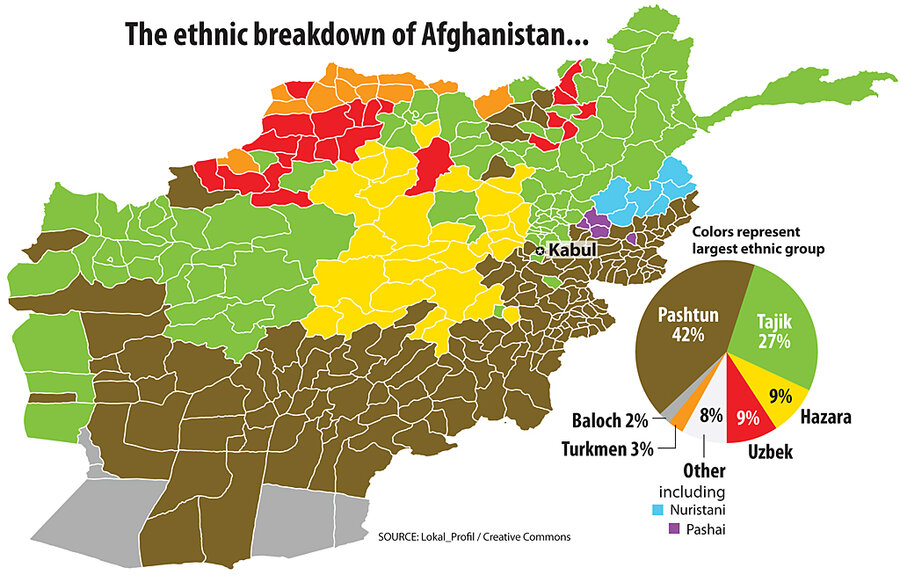 The ethnic breakdown of Afghanistan...
Kabul
Colors represent
largest ethnic group
Pashtun
42%
Tajik
27%
9%
Hazara
9%
Uzbek
8%
Other
including
Nuristani
Pashai
Baloch 2%
Turkmen 3%
SOURCE: Lokal_Profil / Creative Commons